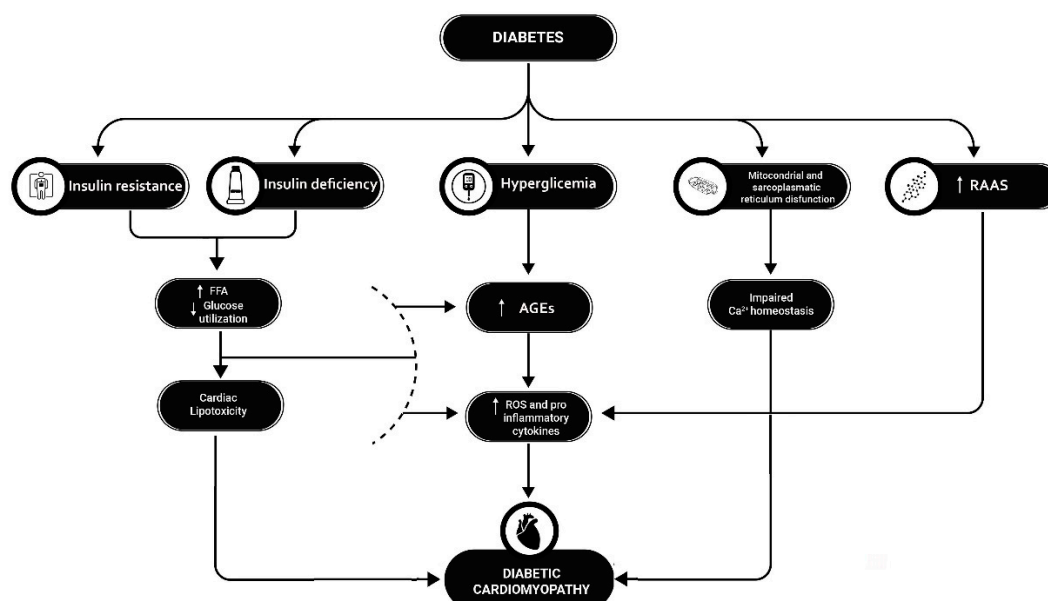 DIABETES
Insulin resistance
Insulin deficiency
Hyperglicemia
Mitocondrial and
sarcoplasmatic
reticulum disfunction
↑ RAAS
↑ FFA
↓ Glucose
utilization
↑ AGEs
Impaired
Ca²⁺ homeostasis
Cardiac
Lipotoxicity
↑ ROS and pro
inflammatory
cytokines
DIABETIC
CARDIOMYOPATHY